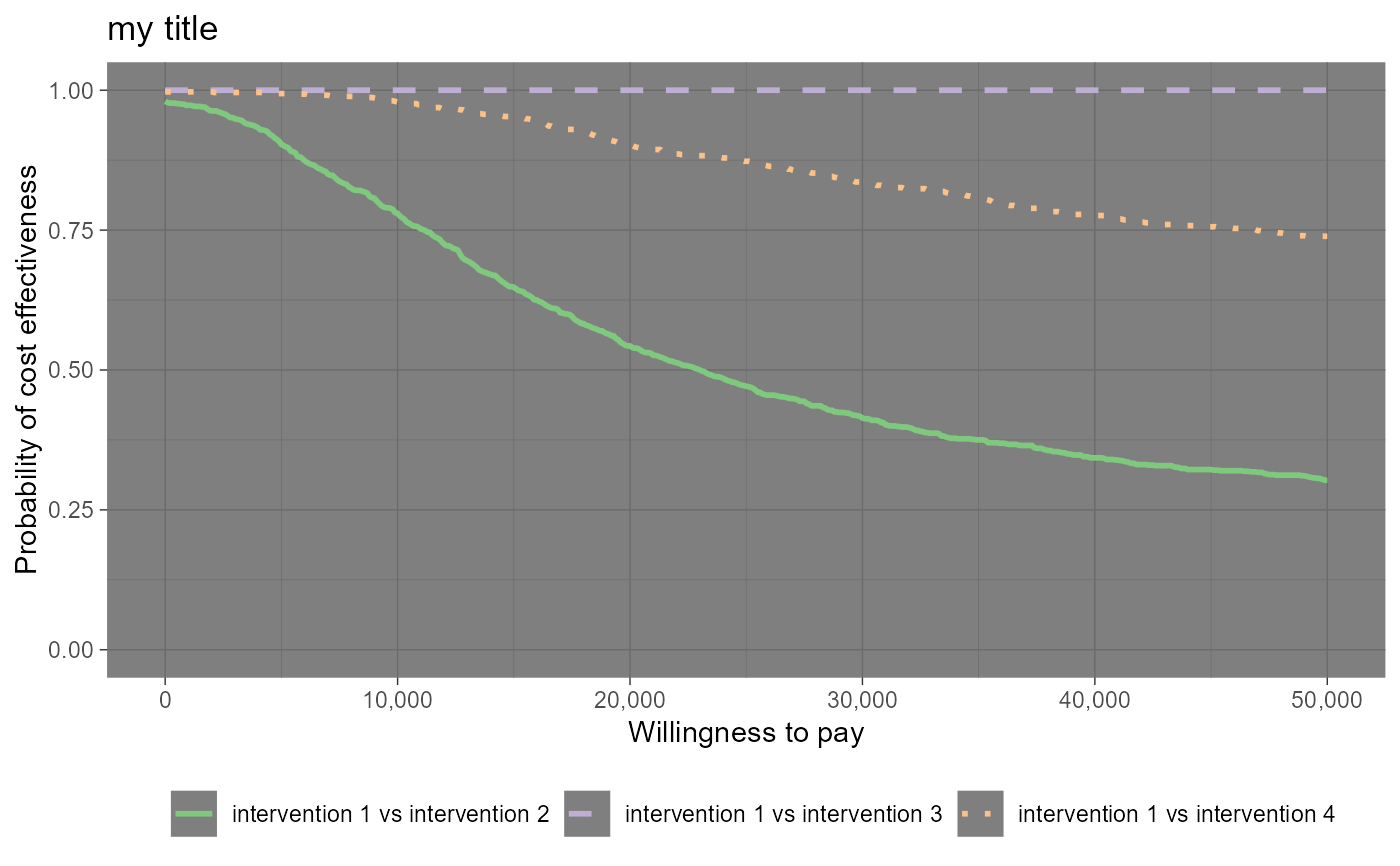 my title
Probability of cost effectiveness
1.00
0.75
0.50
0.25
0.00
0 10,000 20,000 30,000 40,000 50,000
Willingness to pay
intervention 1 vs intervention 2 intervention 1 vs intervention 3 intervention 1 vs intervention 4